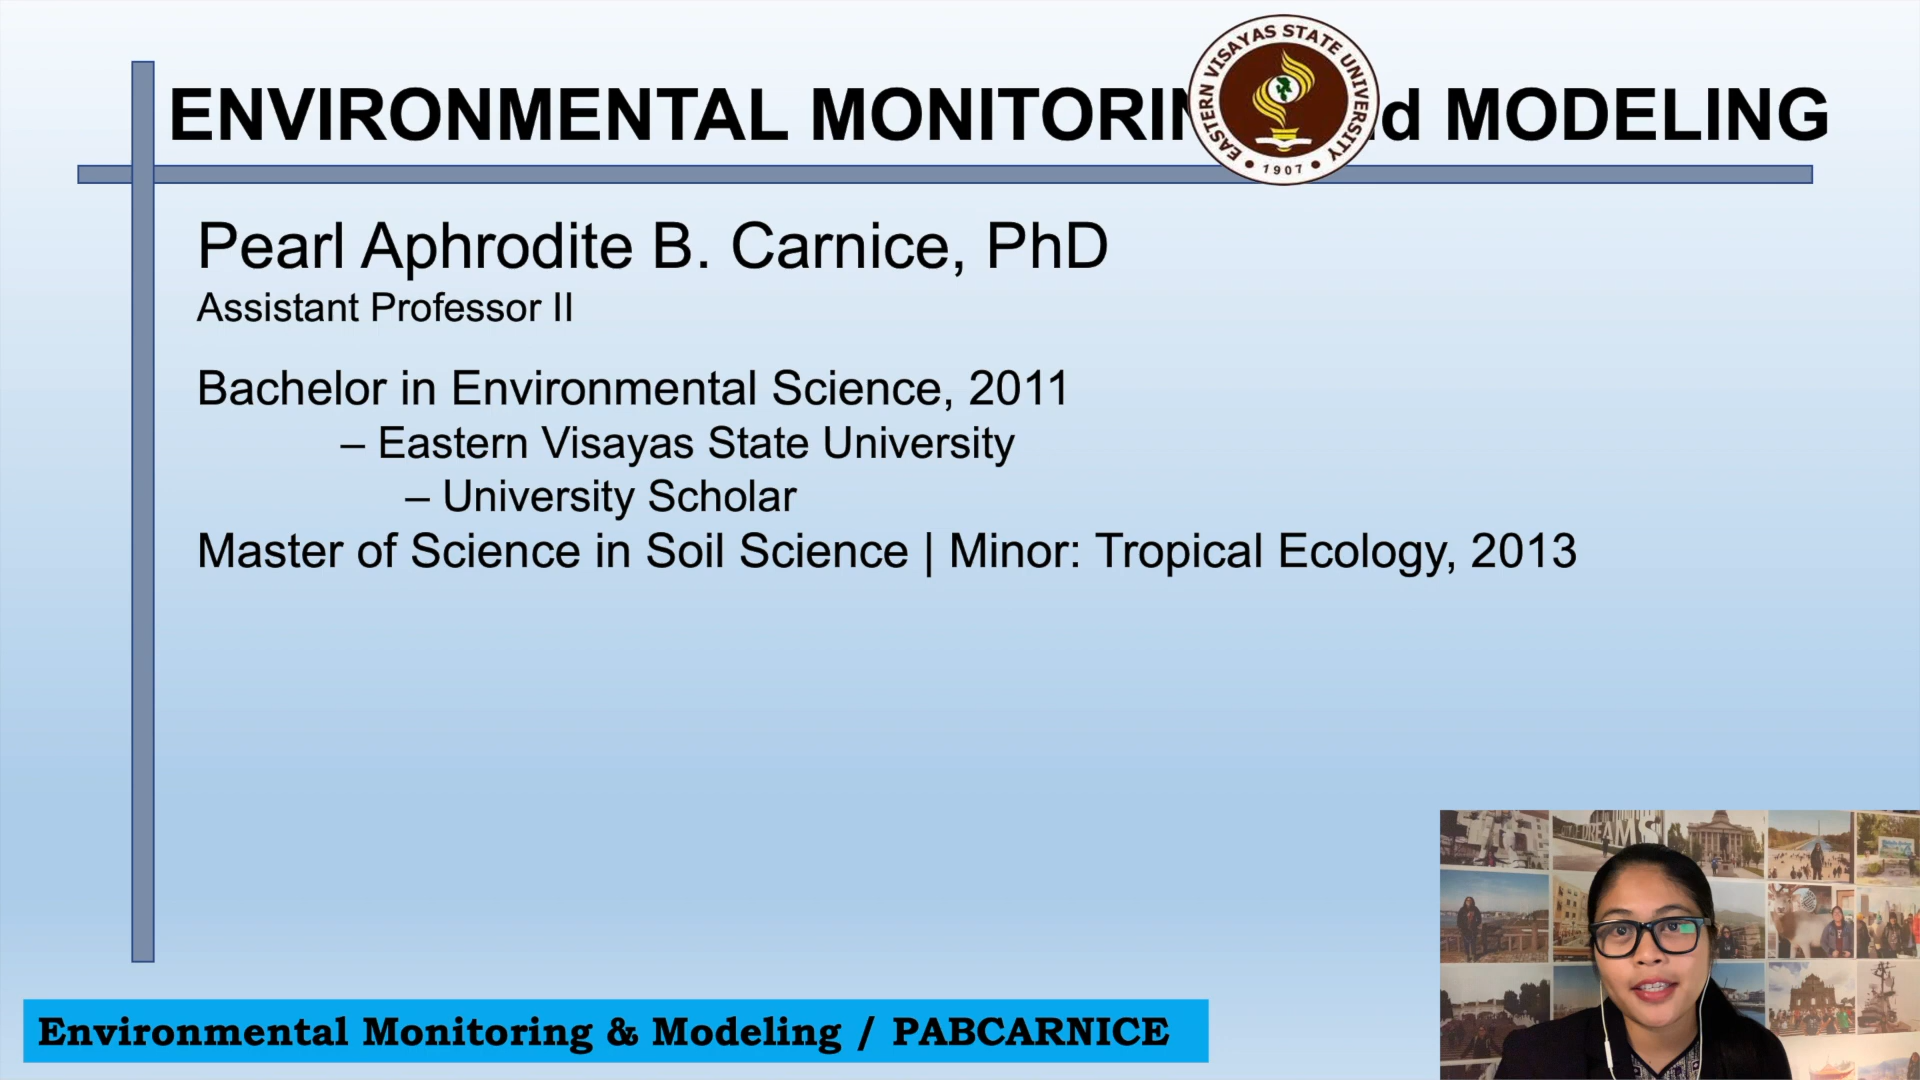 ENVIRONMENTAL MONITORIN d MODELING
EASTERN VISAYAS STATE UNIVERSITY
1907
Pearl Aphrodite B. Carnice, PhD
Assistant Professor II
Bachelor in Environmental Science, 2011
– Eastern Visayas State University
– University Scholar
Master of Science in Soil Science | Minor: Tropical Ecology, 2013
DREAMS
Environmental Monitoring & Modeling / PABCARNICE